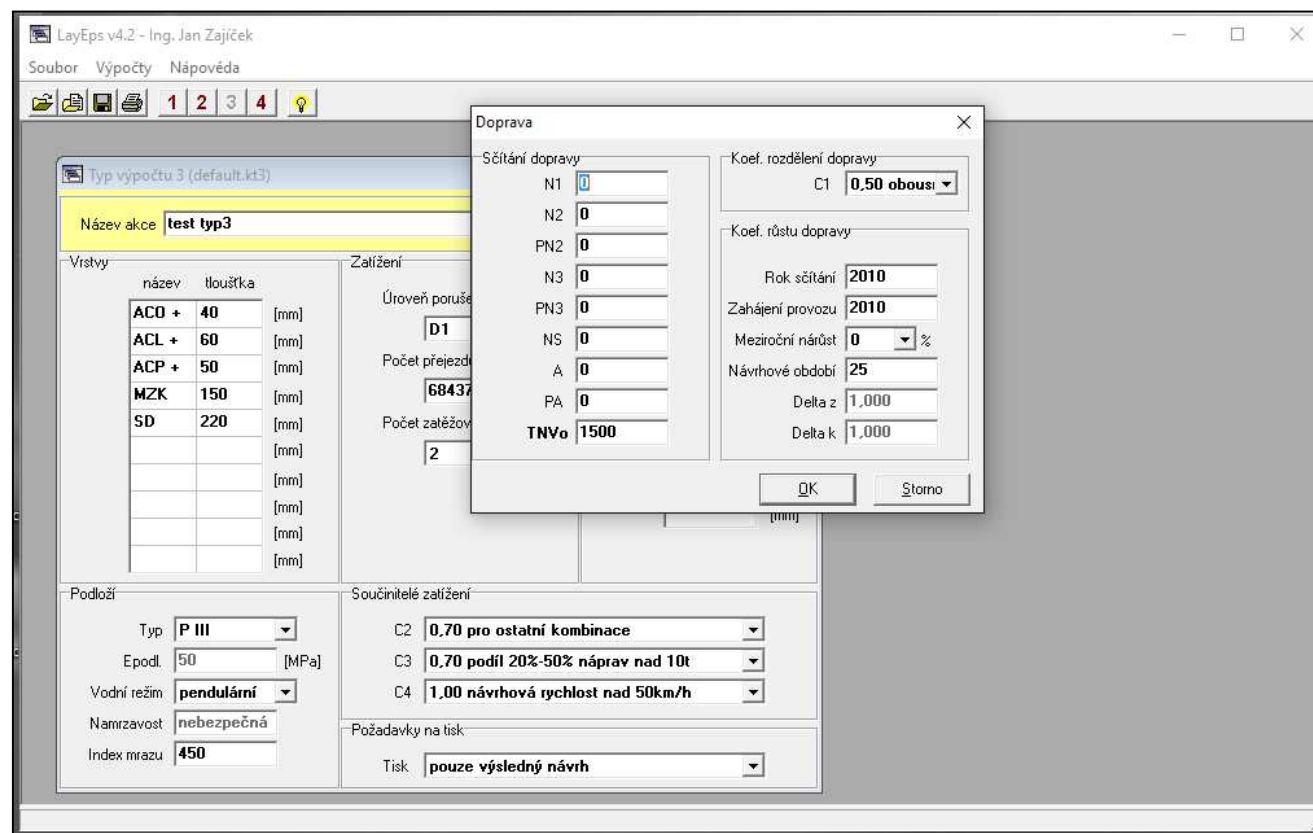 LayEps v4.2 - Ing. Jan Zajíček
Soubor Výpočty Nápovéda
1 2 3 4
Typ výpočtu 3 (default.kt3)
Název akce test typ3
Vrstvy
název tloušťka
ACO + 40 [mm]
ACL + 60 [mm]
ACP + 50 [mm]
MZK 150 [mm]
SD 220 [mm]
[mm]
[mm]
[mm]
[mm]
[mm]
Zatížení
Úroveň poruše
D1
Počet přejezdů
68437
Počet zatěžov
2
[mm]
Podloží
Typ P III
Epodl. 50 [MPa]
Vodní režim pendulární
Namrzavost nebezpečná
Index mrazu 450
Součinitelé zatížení
C2 0,70 pro ostatní kombinace
C3 0,70 podíl 20%-50% náprav nad 10t
C4 1,00 návrhová rychlost nad 50km/h
Požadavky na tisk
Tisk pouze výsledný návrh
Doprava
Sčítání dopravy
N1 0
N2 0
PN2 0
N3 0
PN3 0
NS 0
A 0
PA 0
TNVo 1500
Koef. rozdělení dopravy
C1 0,50 obous
Koef. růstu dopravy
Rok sčítání 2010
Zahájení provozu 2010
Meziroční nárůst 0 %
Návrhové období 25
Delta z 1,000
Delta k 1,000
OK Storno